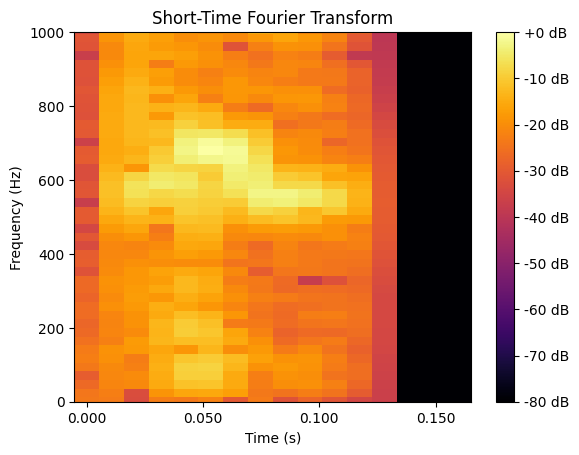 Short-Time Fourier Transform
1000
800
600
400
200
0
Frequency (Hz)
0.000
0.050
0.100
0.150
Time (s)
+0 dB
-10 dB
-20 dB
-30 dB
-40 dB
-50 dB
-60 dB
-70 dB
-80 dB